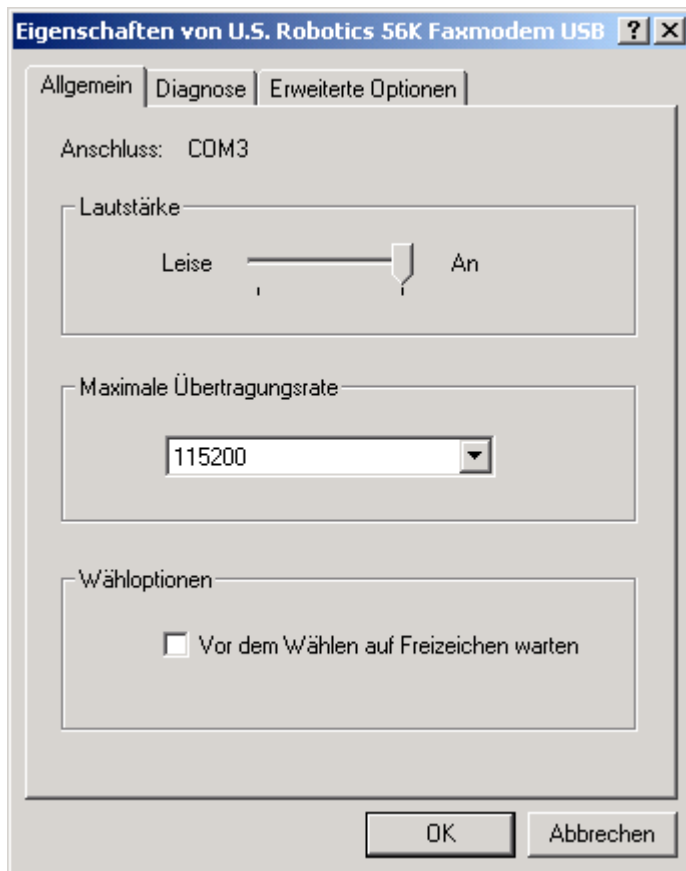 Eigenschaften von U.S. Robotics 56K Faxmodem USB
Allgemein Diagnose Erweiterte Optionen
Anschluss: COM3
Lautstärke
Leise An
Maximale Übertragungsrate
115200
Wähloptionen
Vor dem Wählen auf Freizeichen warten
OK Abbrechen